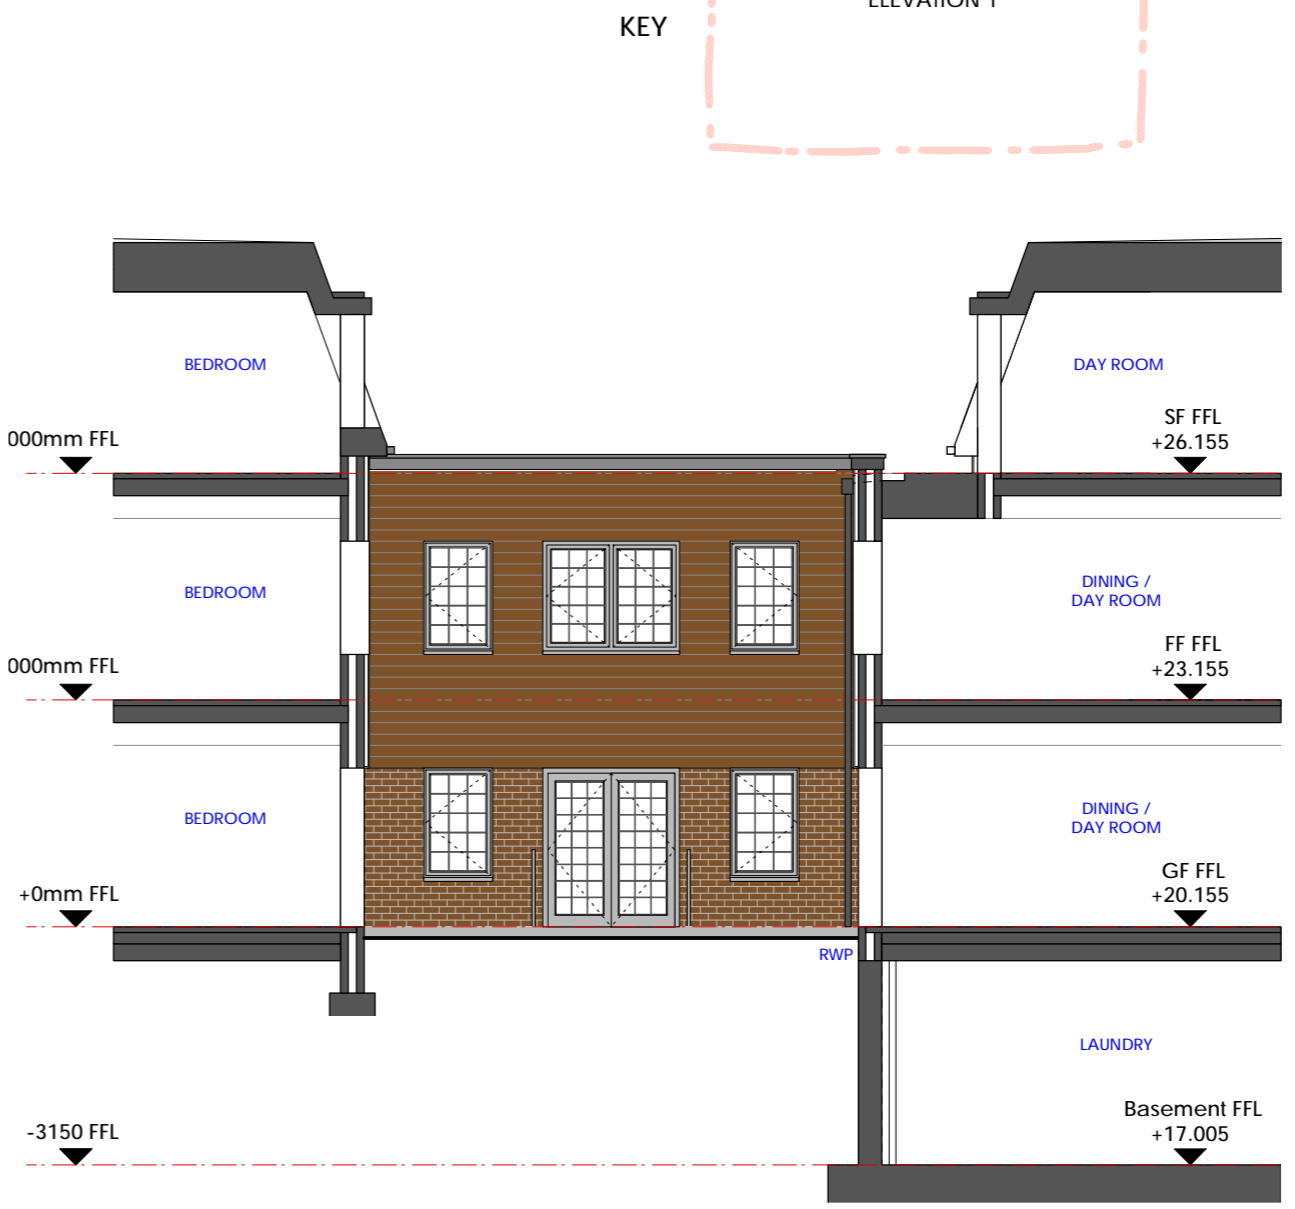 KEY
ELEVATION 1
BEDROOM
DAY ROOM
000mm FFL
SF FFL
+26.155
BEDROOM
DINING /
DAY ROOM
000mm FFL
FF FFL
+23.155
BEDROOM
DINING /
DAY ROOM
+0mm FFL
GF FFL
+20.155
RWP
LAUNDRY
-3150 FFL
Basement FFL
+17.005